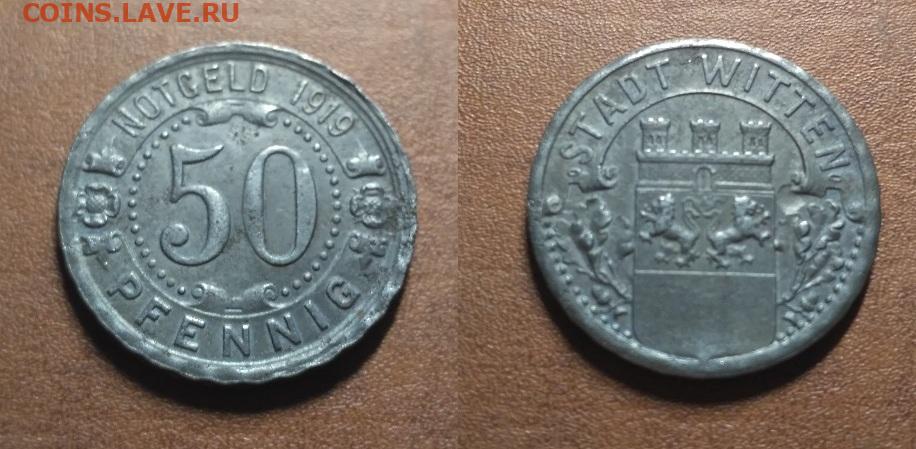 COINS.LAVE.RU
NOTGELD 1919
50
PFENNIG
STADT WITTEN